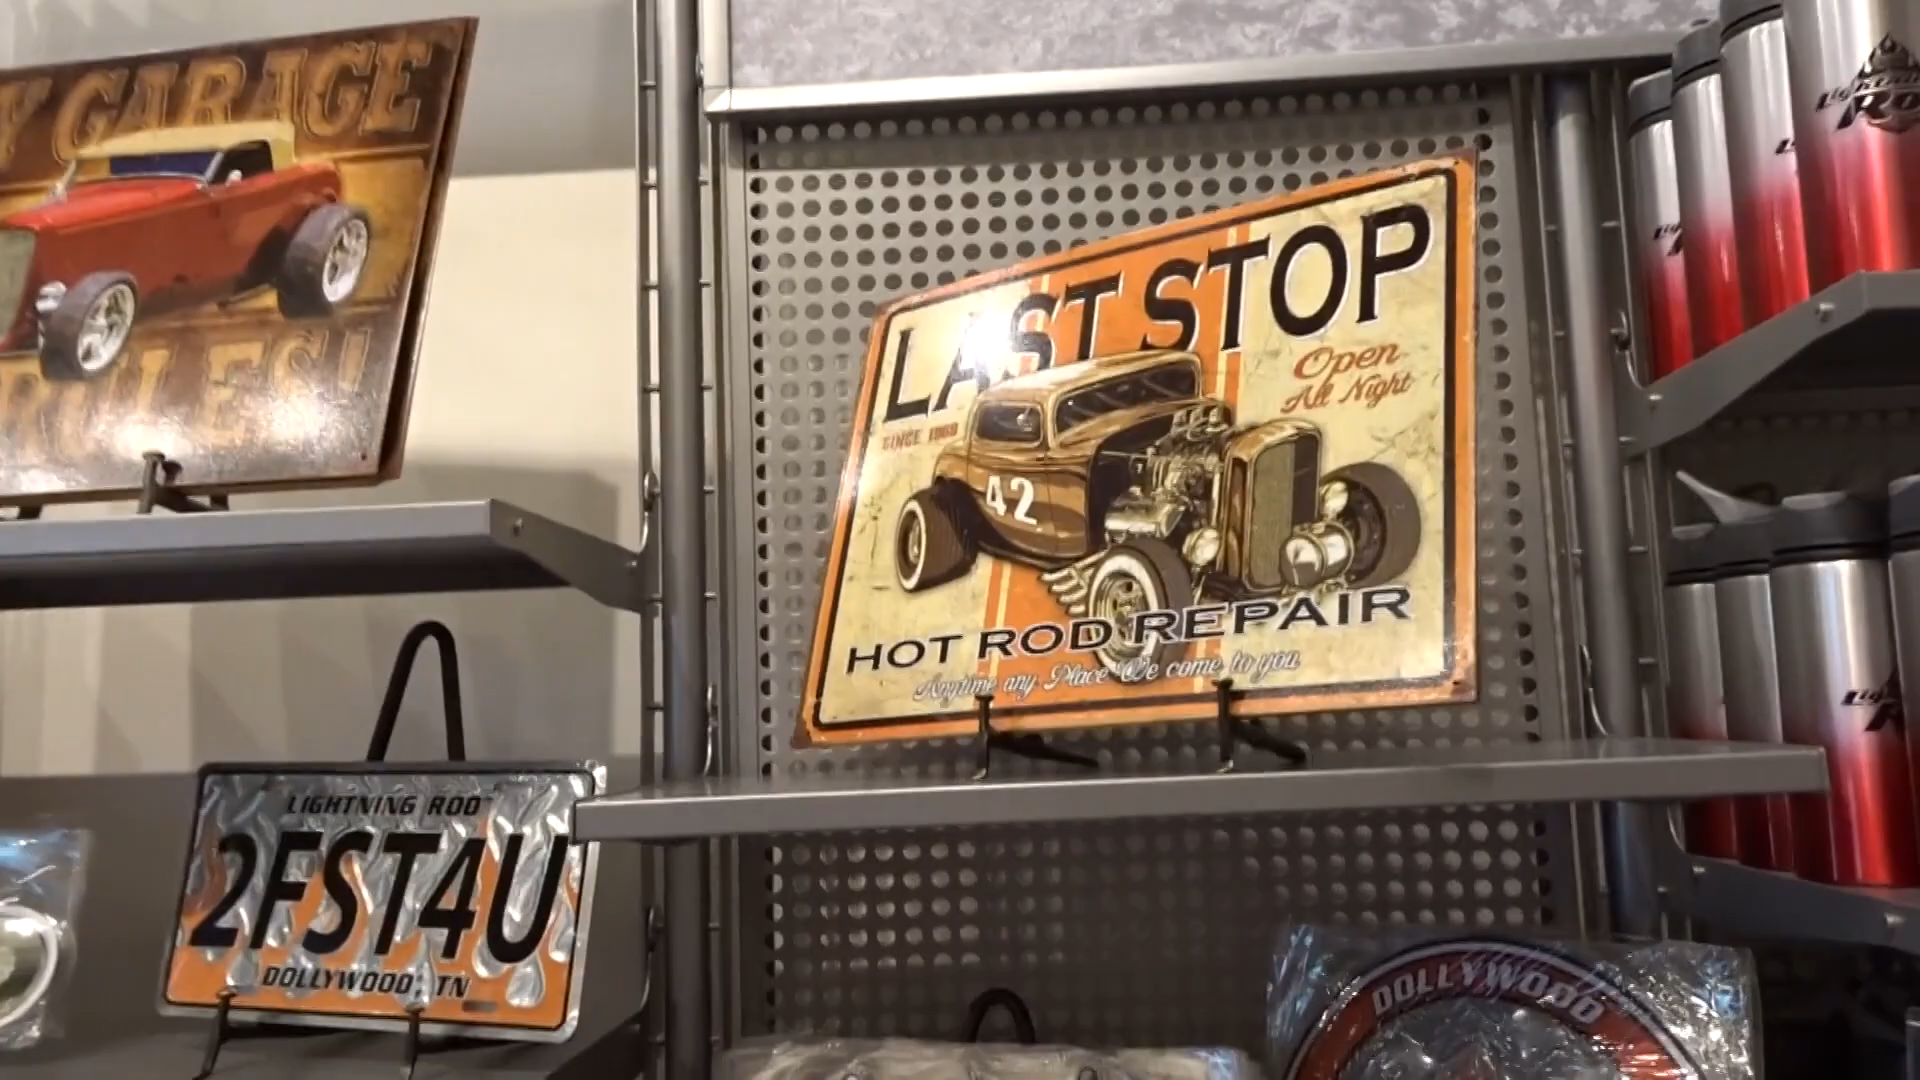 GARAGE
RULES!
LAST STOP
Open
All Night
SINCE
42
HOT ROD REPAIR
Anytime any Place We come to you
LIGHTNING ROD
2FST4U
DOLLYWOOD, TN
DOLLYWOOD